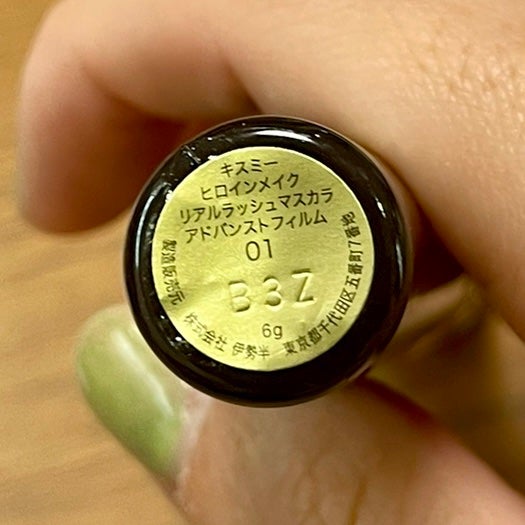 キスミー
ヒロインメイク
リアルラッシュマスカラ
アドバンストフィルム
01
B3Z
6g
製造販売元
株式会社 伊勢半 東京都千代田区五番町7番地